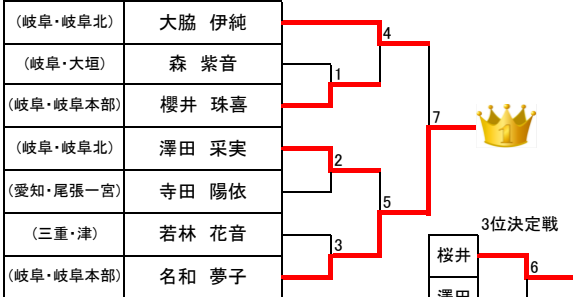 (岐阜・岐阜北) 大脇 伊純
4
(岐阜・大垣) 森 紫音
1
(岐阜・岐阜本部) 櫻井 珠喜
7
1
(岐阜・岐阜北) 澤田 采実
2
(愛知・尾張一宮) 寺田 陽依
5
(三重・津) 若林 花音
3位決定戦
3
桜井
(岐阜・岐阜本部) 名和 夢子
6
澤田